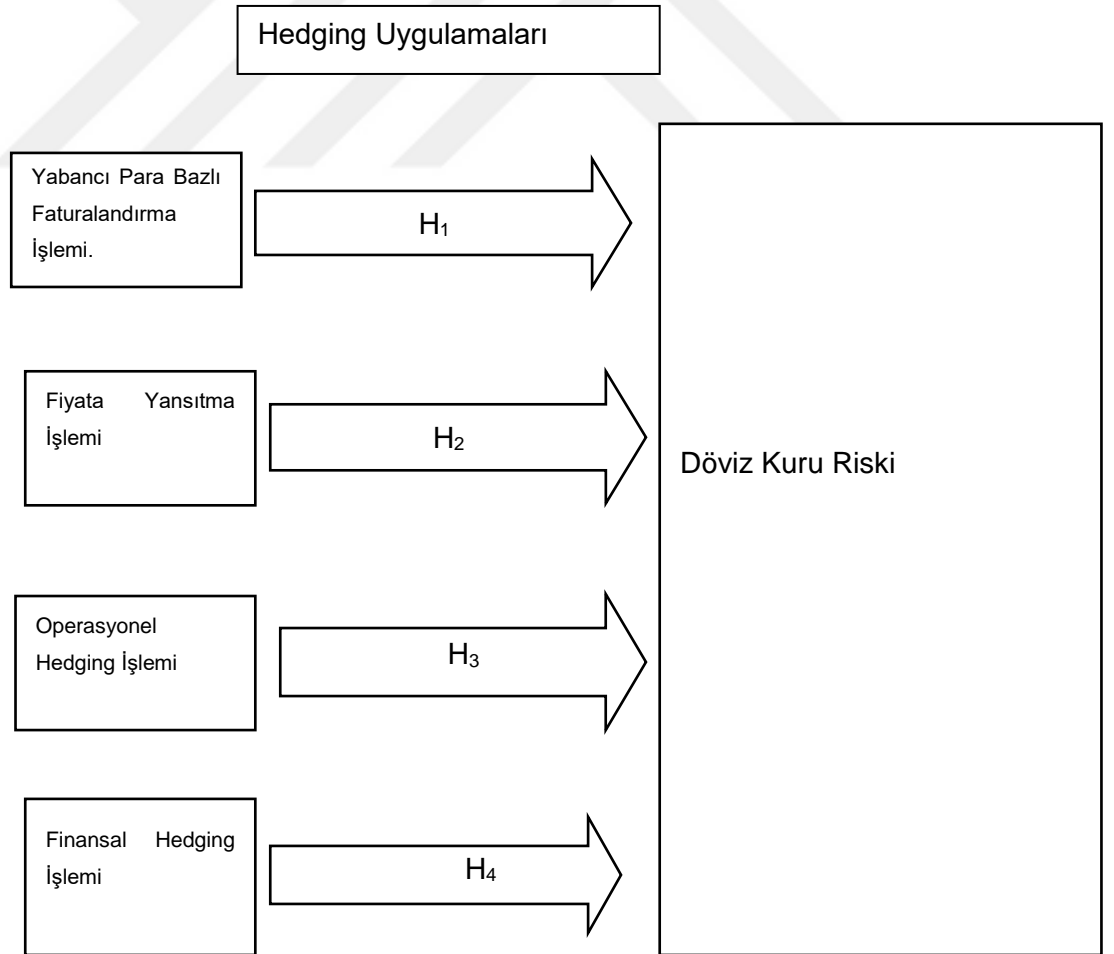 Hedging Uygulamaları
Yabancı Para Bazlı
Faturalandırma
İşlemi.
H₁
Fiyata Yansıtma
İşlemi
H₂
Döviz Kuru Riski
Operasyonel
Hedging İşlemi
H₃
Finansal Hedging
İşlemi
H₄